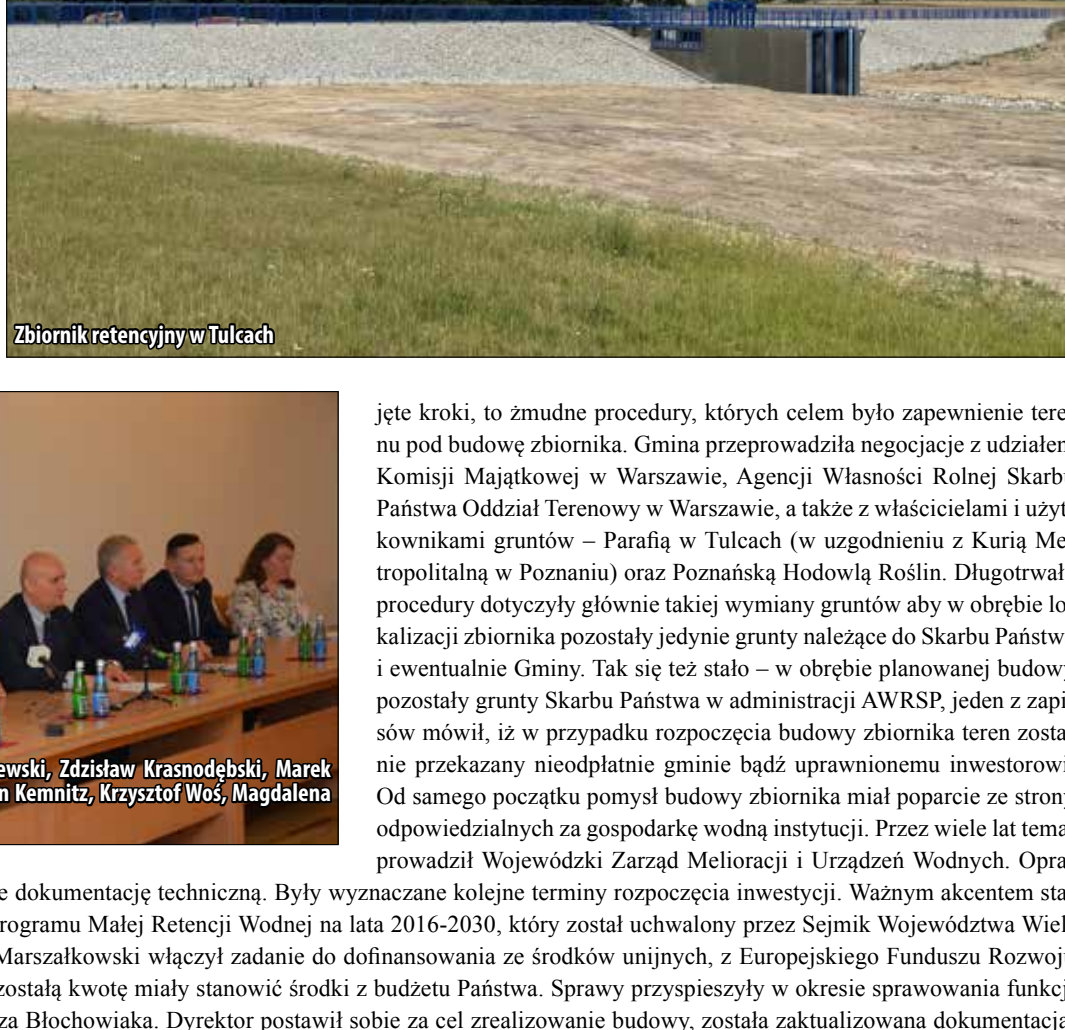 Zbiornik retencyjny w Tulcach
ewski, Zdzisław Krasnodębski, Marek
n Kemnitz, Krzysztof Woś, Magdalena
jęte kroki, to żmudne procedury, których celem było zapewnienie tere
nu pod budowę zbiornika. Gmina przeprowadziła negocjacje z udziałem
Komisji Majątkowej w Warszawie, Agencji Własności Rolnej Skarbu
Państwa Oddział Terenowy w Warszawie, a także z właścicielami i użyt
kownikami gruntów – Parafią w Tulcach (w uzgodnieniu z Kurią Me
tropolitalną w Poznaniu) oraz Poznańską Hodowlą Roślin. Długotrwał
procedury dotyczyły głównie takiej wymiany gruntów aby w obrębie lo
kalizacji zbiornika pozostały jedynie grunty należące do Skarbu Państw
i ewentualnie Gminy. Tak się też stało – w obrębie planowanej budowy
pozostały grunty Skarbu Państwa w administracji AWRSP, jeden z zapi
sów mówił, iż w przypadku rozpoczęcia budowy zbiornika teren zosta
nie przekazany nieodpłatnie gminie bądź uprawnionemu inwestorowi
Od samego początku pomysł budowy zbiornika miał poparcie ze strony
odpowiedzialnych za gospodarkę wodną instytucji. Przez wiele lat tema
prowadził Wojewódzki Zarząd Melioracji i Urządzeń Wodnych. Opra
e dokumentację techniczną. Były wyznaczane kolejne terminy rozpoczęcia inwestycji. Ważnym akcentem sta
rogramu Małej Retencji Wodnej na lata 2016-2030, który został uchwalony przez Sejmik Województwa Wiel
Marszałkowski włączył zadanie do dofinansowania ze środków unijnych, z Europejskiego Funduszu Rozwoju
ozostałą kwotę miały stanowić środki z budżetu Państwa. Sprawy przyspieszyły w okresie sprawowania funkcj
za Błochowiaka. Dyrektor postawił sobie za cel zrealizowanie budowy, została zaktualizowana dokumentacja